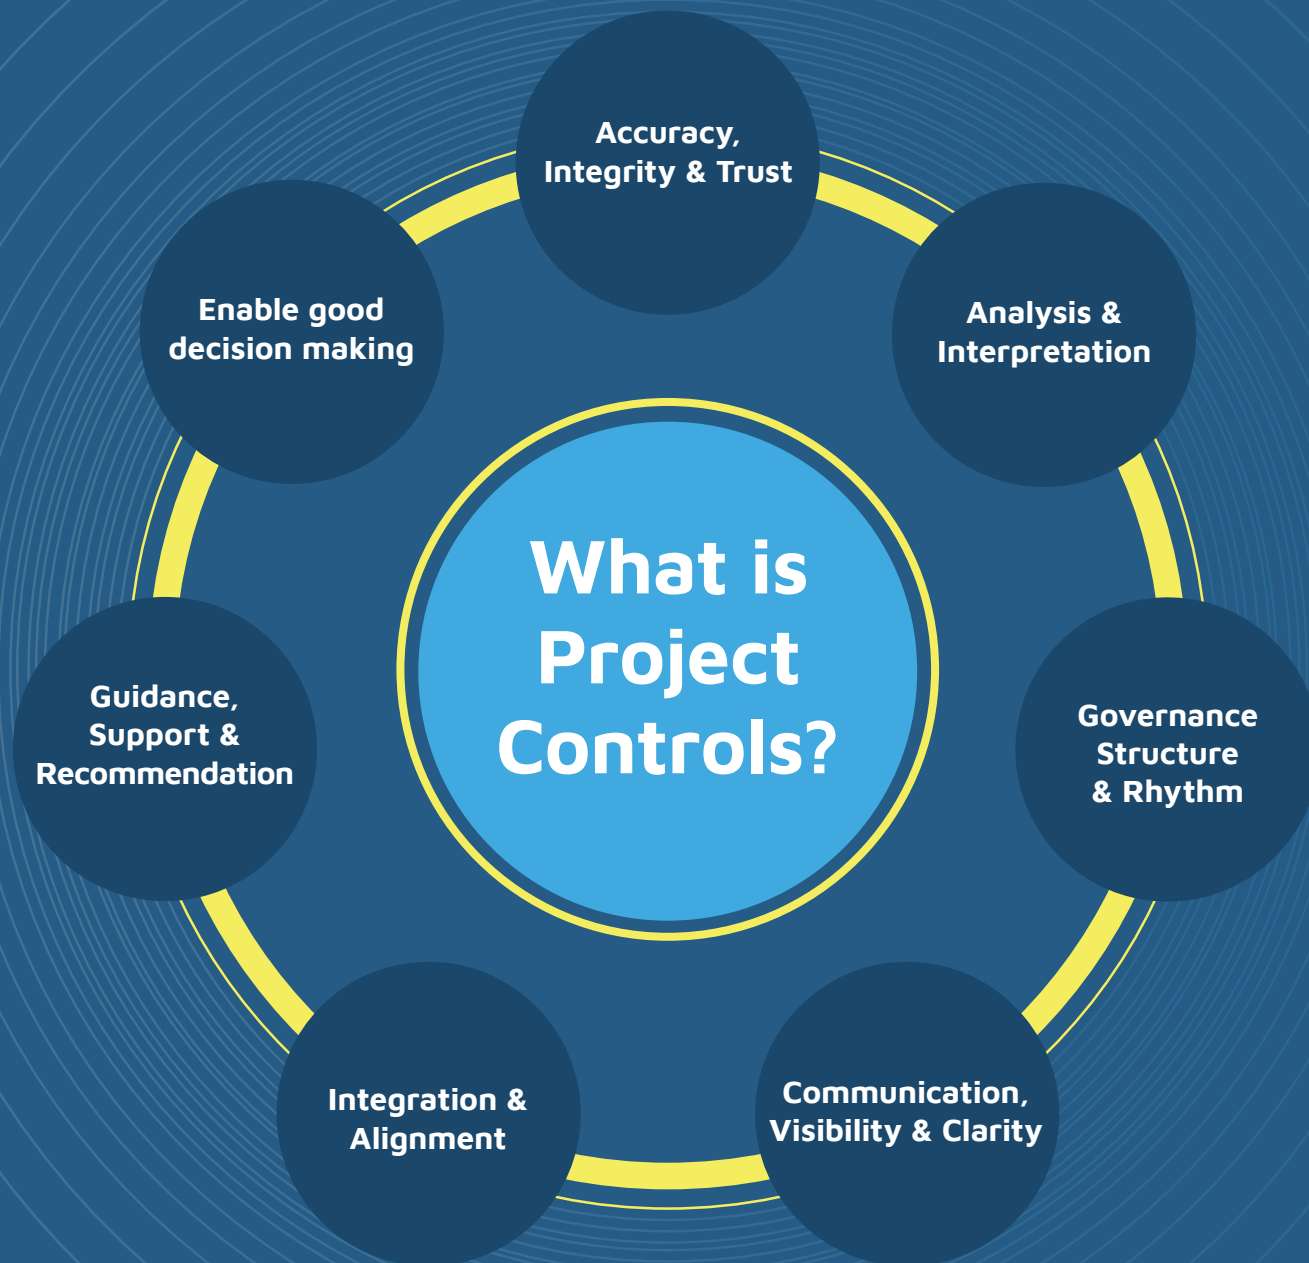 Accuracy,
Integrity & Trust
Enable good
decision making
Analysis &
Interpretation
What is
Project
Controls?
Guidance,
Support &
Recommendation
Governance
Structure
& Rhythm
Integration &
Alignment
Communication,
Visibility & Clarity